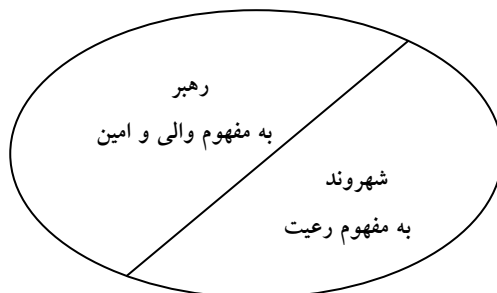 رهبر
به مفهوم والی و امین
شهروند
به مفهوم رعیت